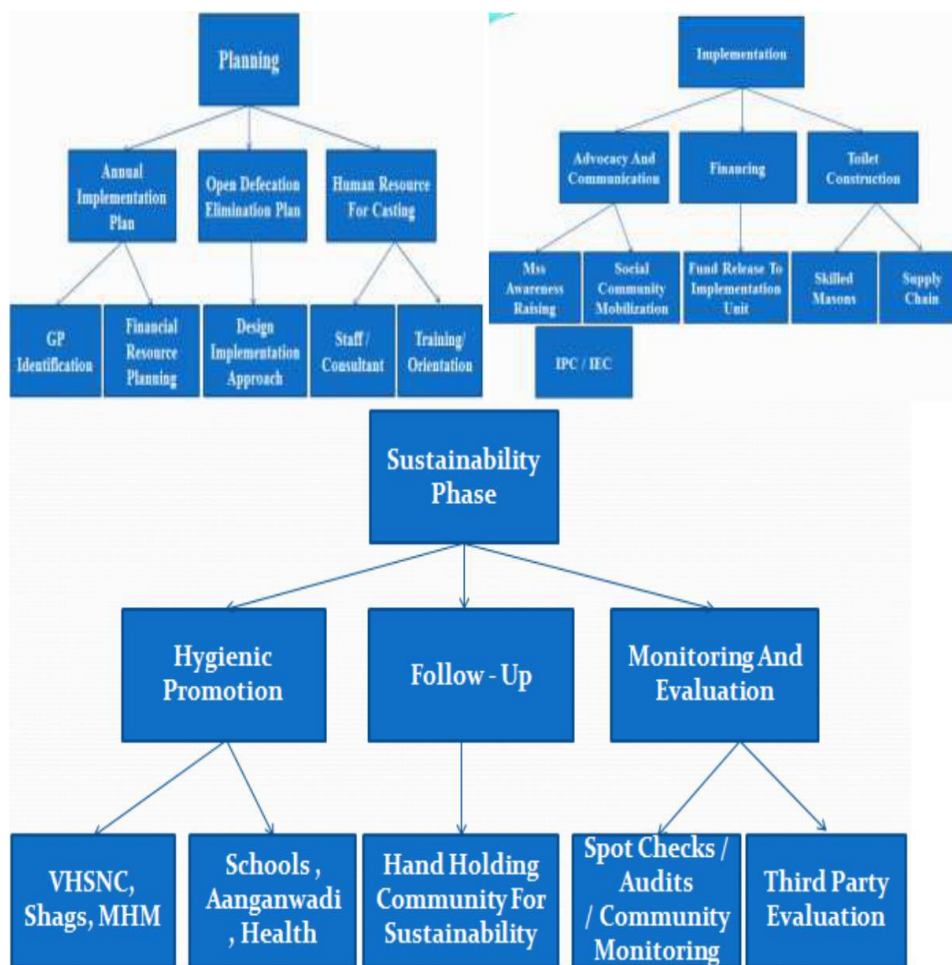 Planning
Annual
Implementation
Plan
Open Defecation
Elimination Plan
Human Resource
For Casting
GP
Identification
Financial
Resource
Planning
Design
Implementation
Approach
Staff /
Consultant
Training/
Orientation
Implementation
Advocacy And
Communication
Financing
Toilet
Construction
Mss
Awareness
Raising
Social
Community
Mobilization
Fund Release To
Implementation
Unit
Skilled
Masons
Supply
Chain
IPC / IEC
Sustainability
Phase
Hygienic
Promotion
Follow - Up
Monitoring And
Evaluation
VHSNC,
Shags, MHM
Schools ,
Aanganwadi
, Health
Hand Holding
Community For
Sustainability
Spot Checks /
Audits
/ Community
Monitoring
Third Party
Evaluation